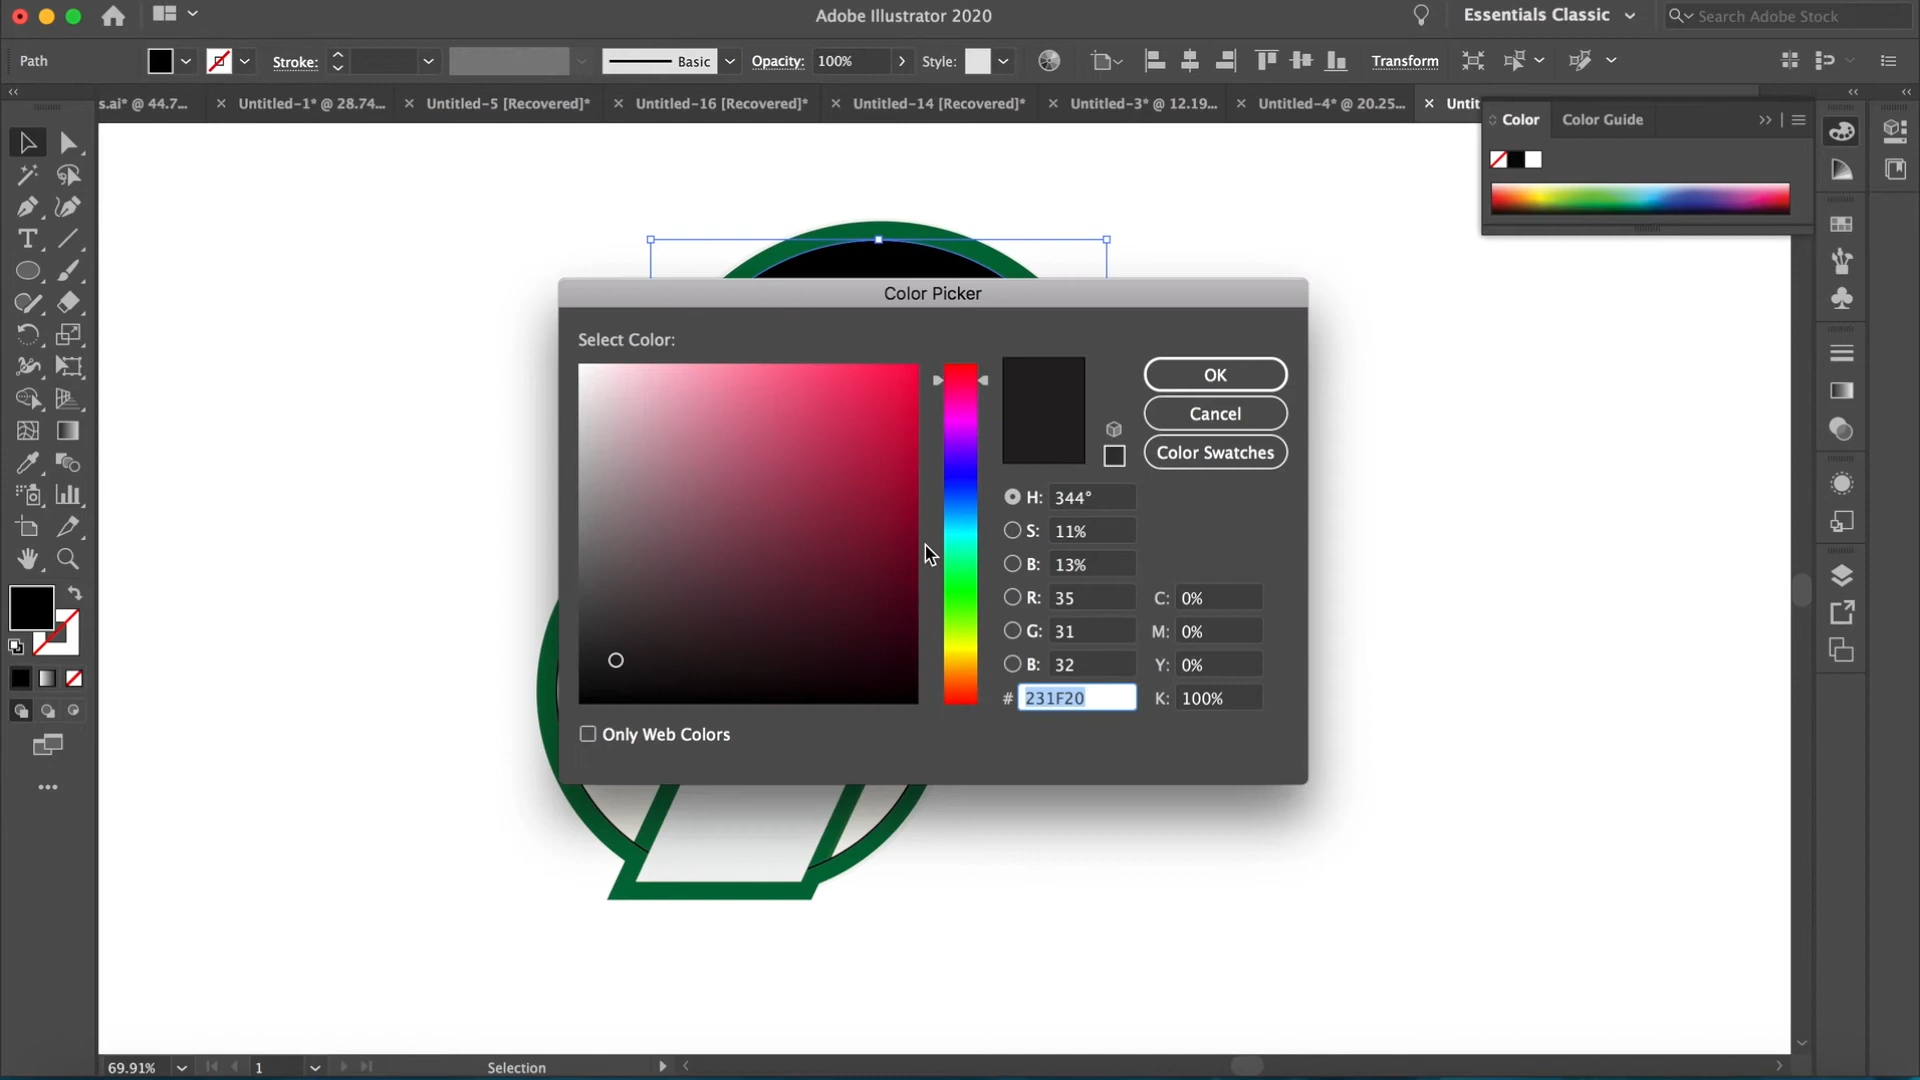 Adobe Illustrator 2020
Essentials Classic
Search Adobe Stock
Path
Stroke:
Basic
Opacity: 100%
Style:
Transform
s.ai* @ 44.7...
Untitled-1* @ 28.74...
Untitled-5 [Recovered]*
Untitled-16 [Recovered]*
Untitled-14 [Recovered]*
Untitled-3* @ 12.19...
Untitled-4* @ 20.25...
Untit
Color
Color Guide
Color Picker
Select Color:
OK
Cancel
Color Swatches
H: 344°
S: 11%
B: 13%
R: 35
C: 0%
G: 31
M: 0%
B: 32
Y: 0%
# 231F20
K: 100%
Only Web Colors
69.91%
1
Selection